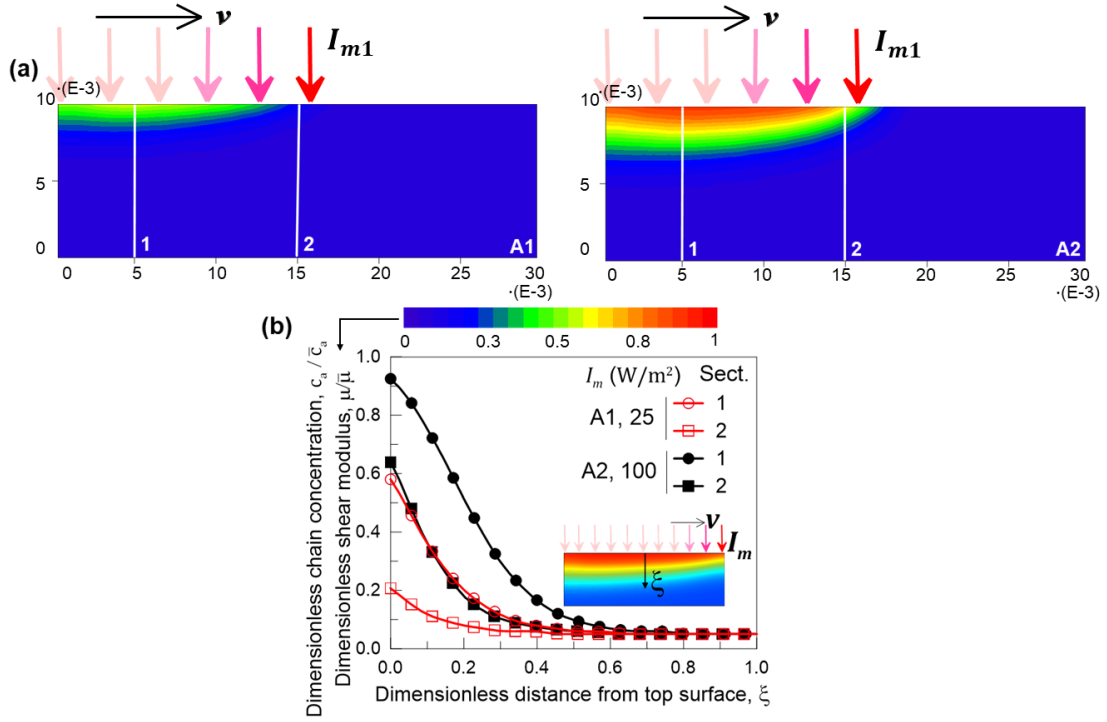 v
I_m1
v
I_m1
(a)
10 ·(E-3)
5
0
1
2
A1
0 5 10 15 20 25 30
·(E-3)
10 ·(E-3)
5
0
1
2
A2
0 5 10 15 20 25 30
·(E-3)
(b)
0 0.3 0.6 0.8 1
Dimensionless chain concentration, c_a / c̄_a
Dimensionless shear modulus, μ/μ̄
1.0
0.8
0.6
0.4
0.2
0.0
I_m (W/m²) Sect.
A1, 25
1
2
A2, 100
1
2
v
I_m
ξ
0.0 0.2 0.4 0.6 0.8 1.0
Dimensionless distance from top surface, ξ